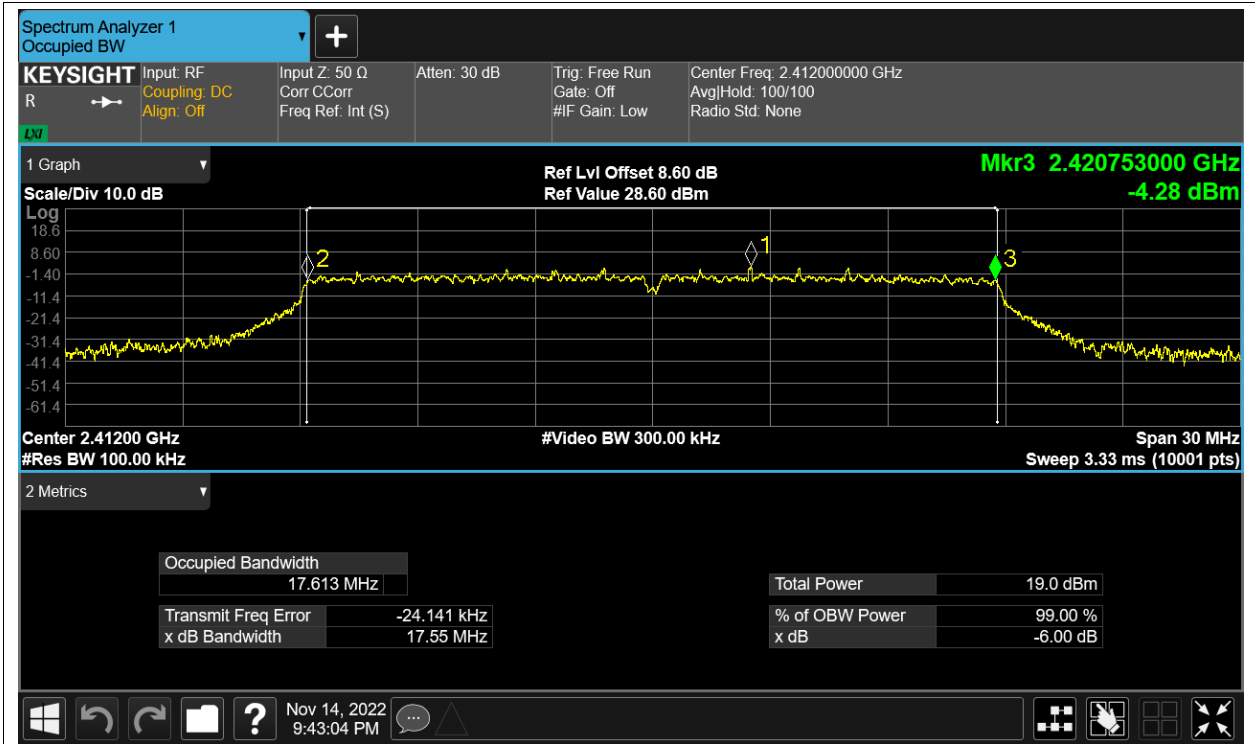 Spectrum Analyzer 1
Occupied BW
KEYSIGHT
R
LXI
Input: RF
Coupling: DC
Align: Off
Input Z: 50 Ω
Corr CCorr
Freq Ref: Int (S)
Atten: 30 dB
Trig: Free Run
Gate: Off
#IF Gain: Low
Center Freq: 2.412000000 GHz
Avg|Hold: 100/100
Radio Std: None
1 Graph
Scale/Div 10.0 dB
Ref Lvl Offset 8.60 dB
Ref Value 28.60 dBm
Mkr3 2.420753000 GHz
-4.28 dBm
Log
18.6
8.60
-1.40
-11.4
-21.4
-31.4
-41.4
-51.4
-61.4
2
1
3
Center 2.41200 GHz
#Res BW 100.00 kHz
#Video BW 300.00 kHz
Span 30 MHz
Sweep 3.33 ms (10001 pts)
2 Metrics
Occupied Bandwidth
17.613 MHz
Transmit Freq Error -24.141 kHz
x dB Bandwidth 17.55 MHz
Total Power 19.0 dBm
% of OBW Power 99.00 %
x dB -6.00 dB
?
Nov 14, 2022
9:43:04 PM